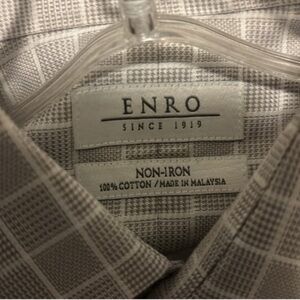 ENRO
SINCE 1919
NON-IRON
100% COTTON / MADE IN MALAYSIA